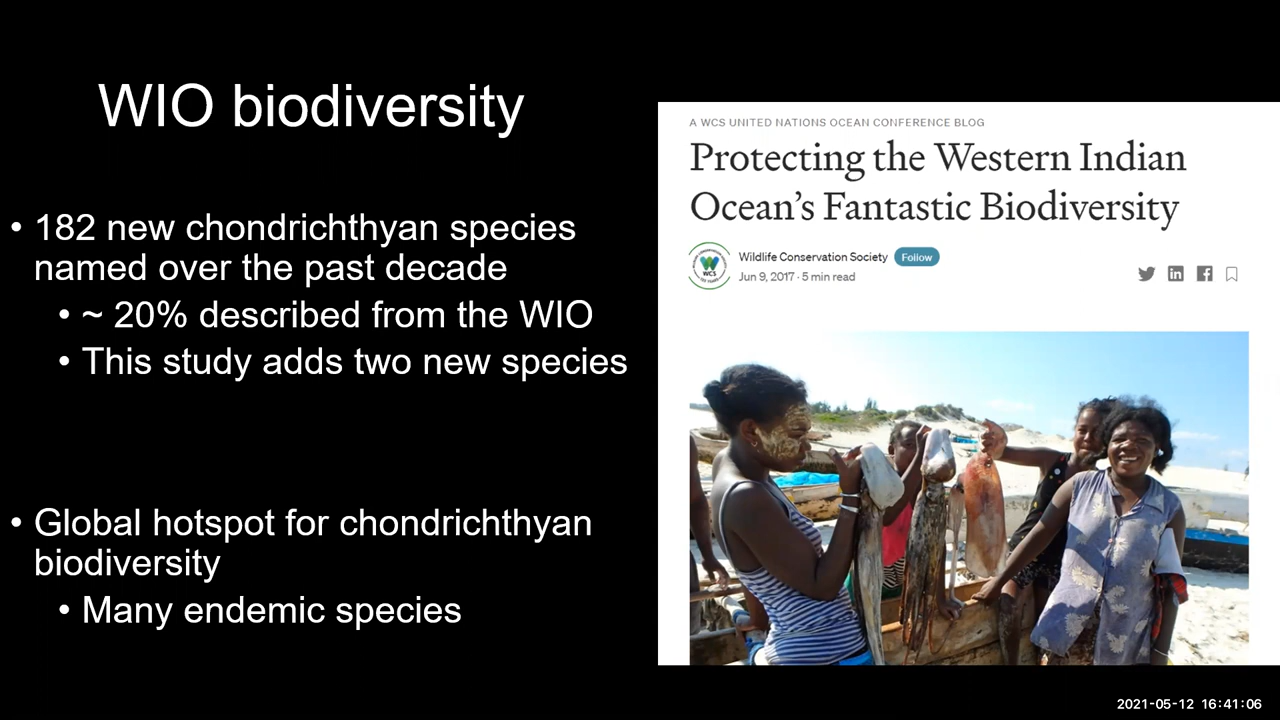 WIO biodiversity
• 182 new chondrichthyan species
named over the past decade
• ~ 20% described from the WIO
• This study adds two new species
• Global hotspot for chondrichthyan
biodiversity
• Many endemic species
A WCS UNITED NATIONS OCEAN CONFERENCE BLOG
Protecting the Western Indian
Ocean’s Fantastic Biodiversity
Wildlife Conservation Society Follow
Jun 9, 2017 · 5 min read
WCS
2021-05-12 16:41:06